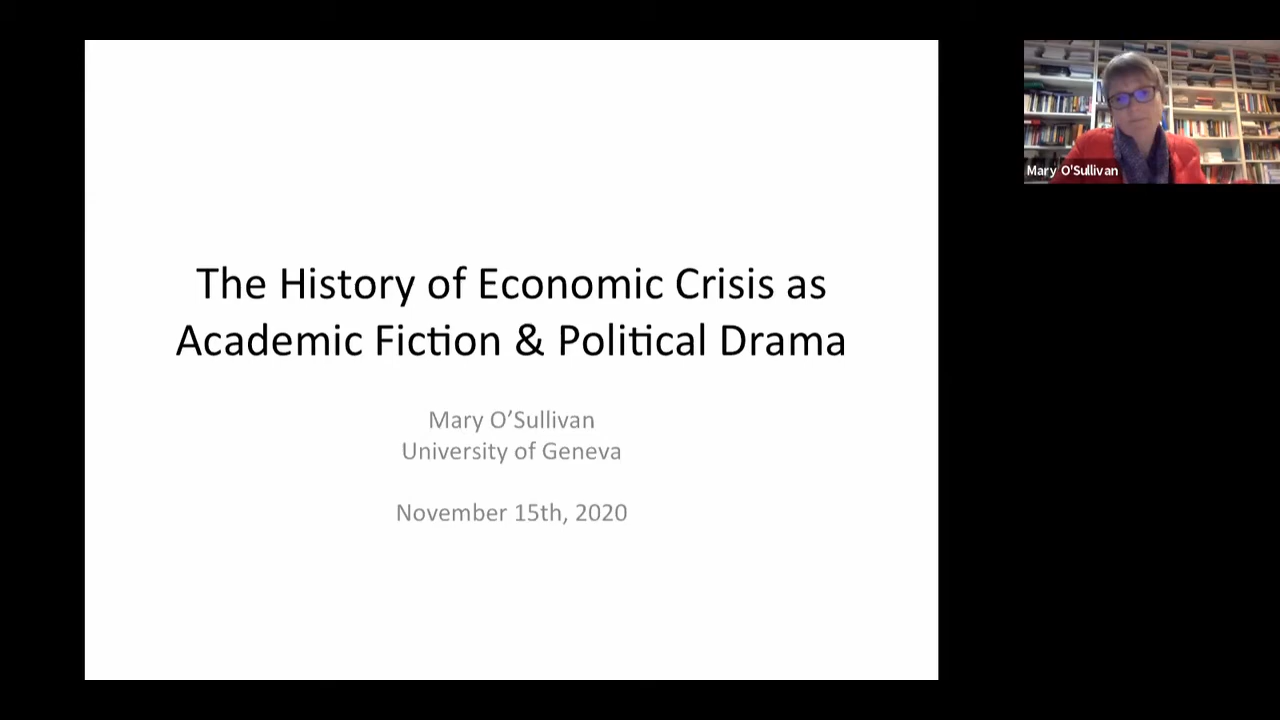 The History of Economic Crisis as
Academic Fiction & Political Drama
Mary O’Sullivan
University of Geneva
November 15th, 2020
Mary O'Sullivan